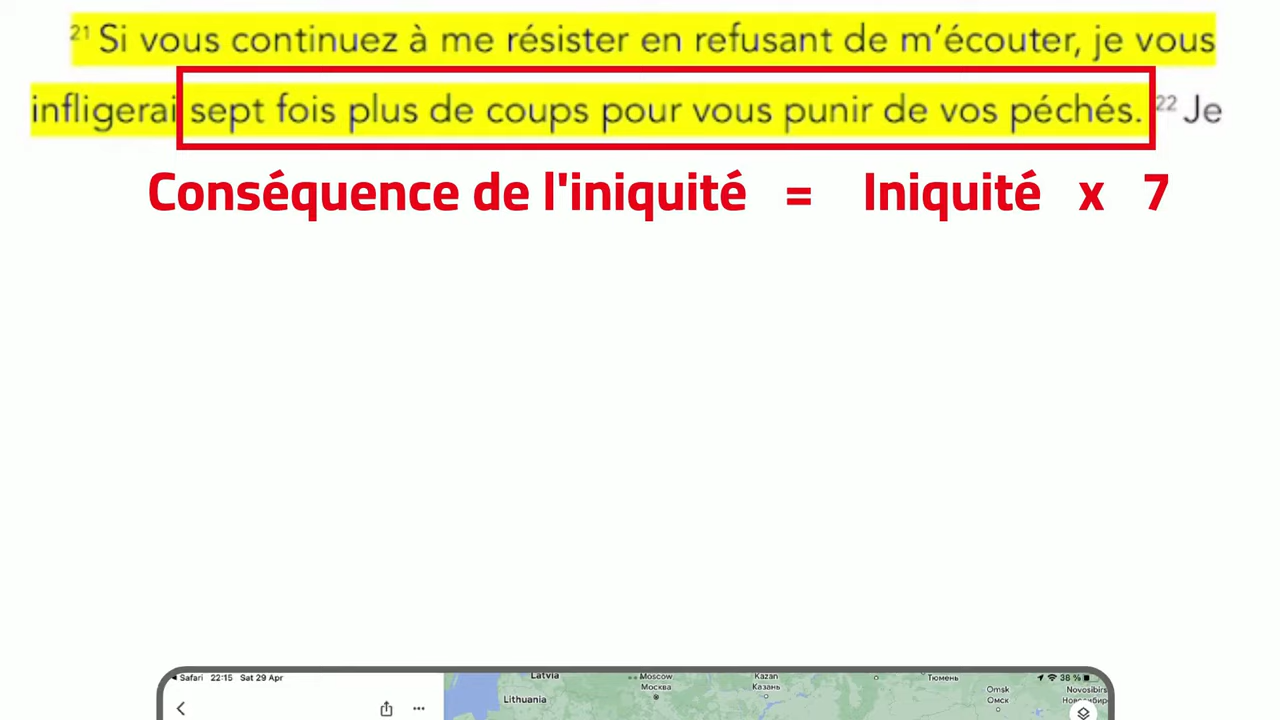 21 Si vous continuez à me résister en refusant de m’écouter, je vous
infligerai sept fois plus de coups pour vous punir de vos péchés. 22 Je
Conséquence de l'iniquité = Iniquité x 7
Safari 22:15 Sat 29 Apr
38 %
Latvia
Moscow
Москва
Kazan
Казань
Тюмень
Lithuania
Omsk
Омск
Novosibirs
Новосибир